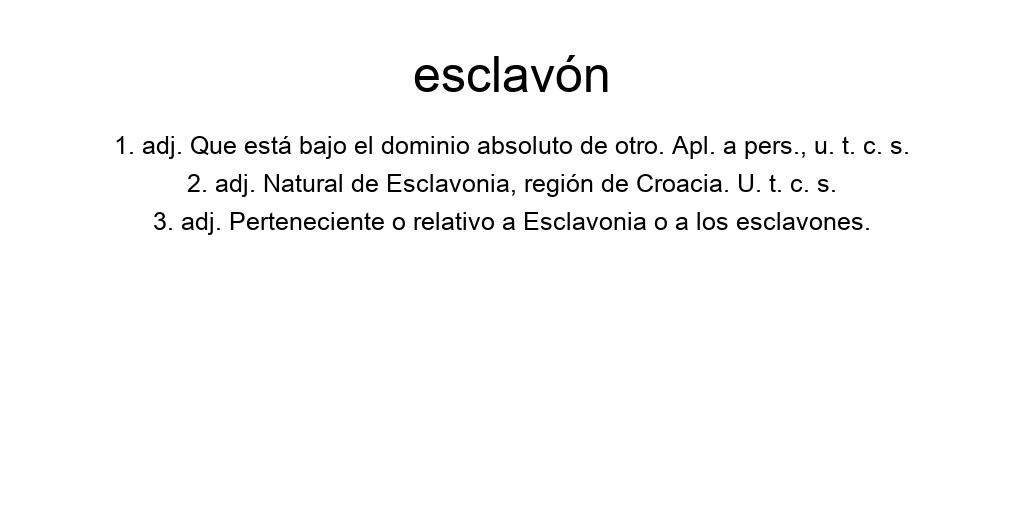 esclavón
1. adj. Que está bajo el dominio absoluto de otro. Apl. a pers., u. t. c. s.
2. adj. Natural de Esclavonia, región de Croacia. U. t. c. s.
3. adj. Perteneciente o relativo a Esclavonia o a los esclavones.